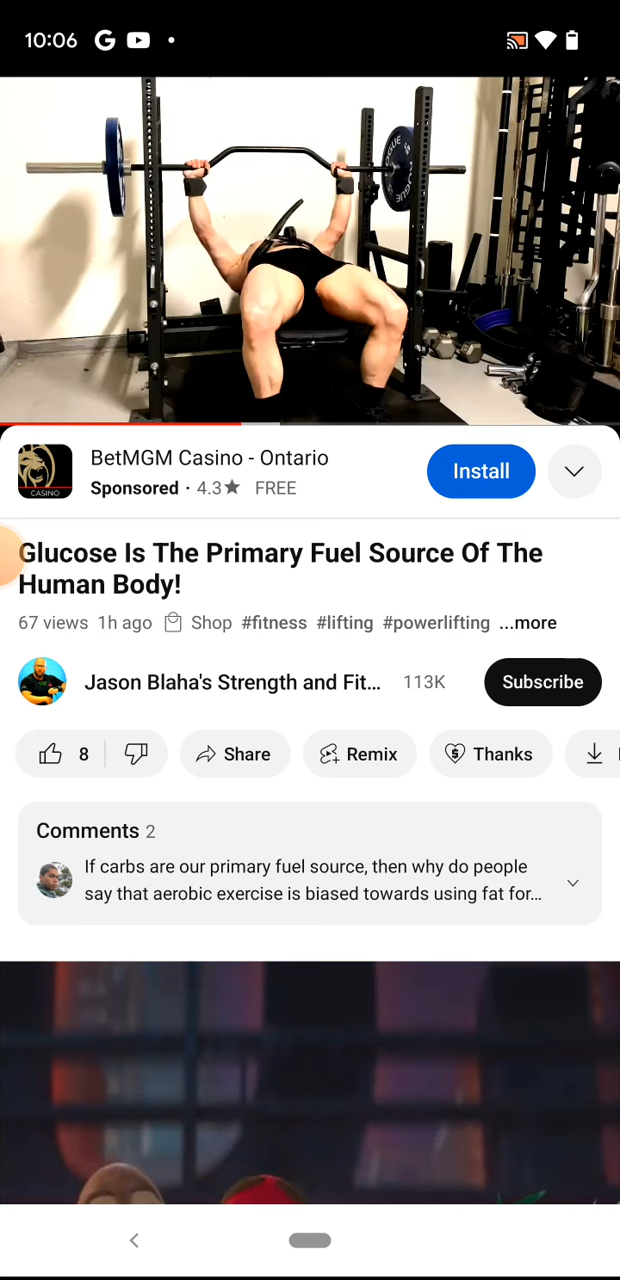 10:06
ROGUE
BetMGM Casino - Ontario
Install
CASINO
Sponsored · 4.3★ FREE
Glucose Is The Primary Fuel Source Of The
Human Body!
67 views 1h ago Shop #fitness #lifting #powerlifting ...more
Jason Blaha's Strength and Fit... 113K Subscribe
8 Share Remix Thanks
Comments 2
If carbs are our primary fuel source, then why do people
say that aerobic exercise is biased towards using fat for...